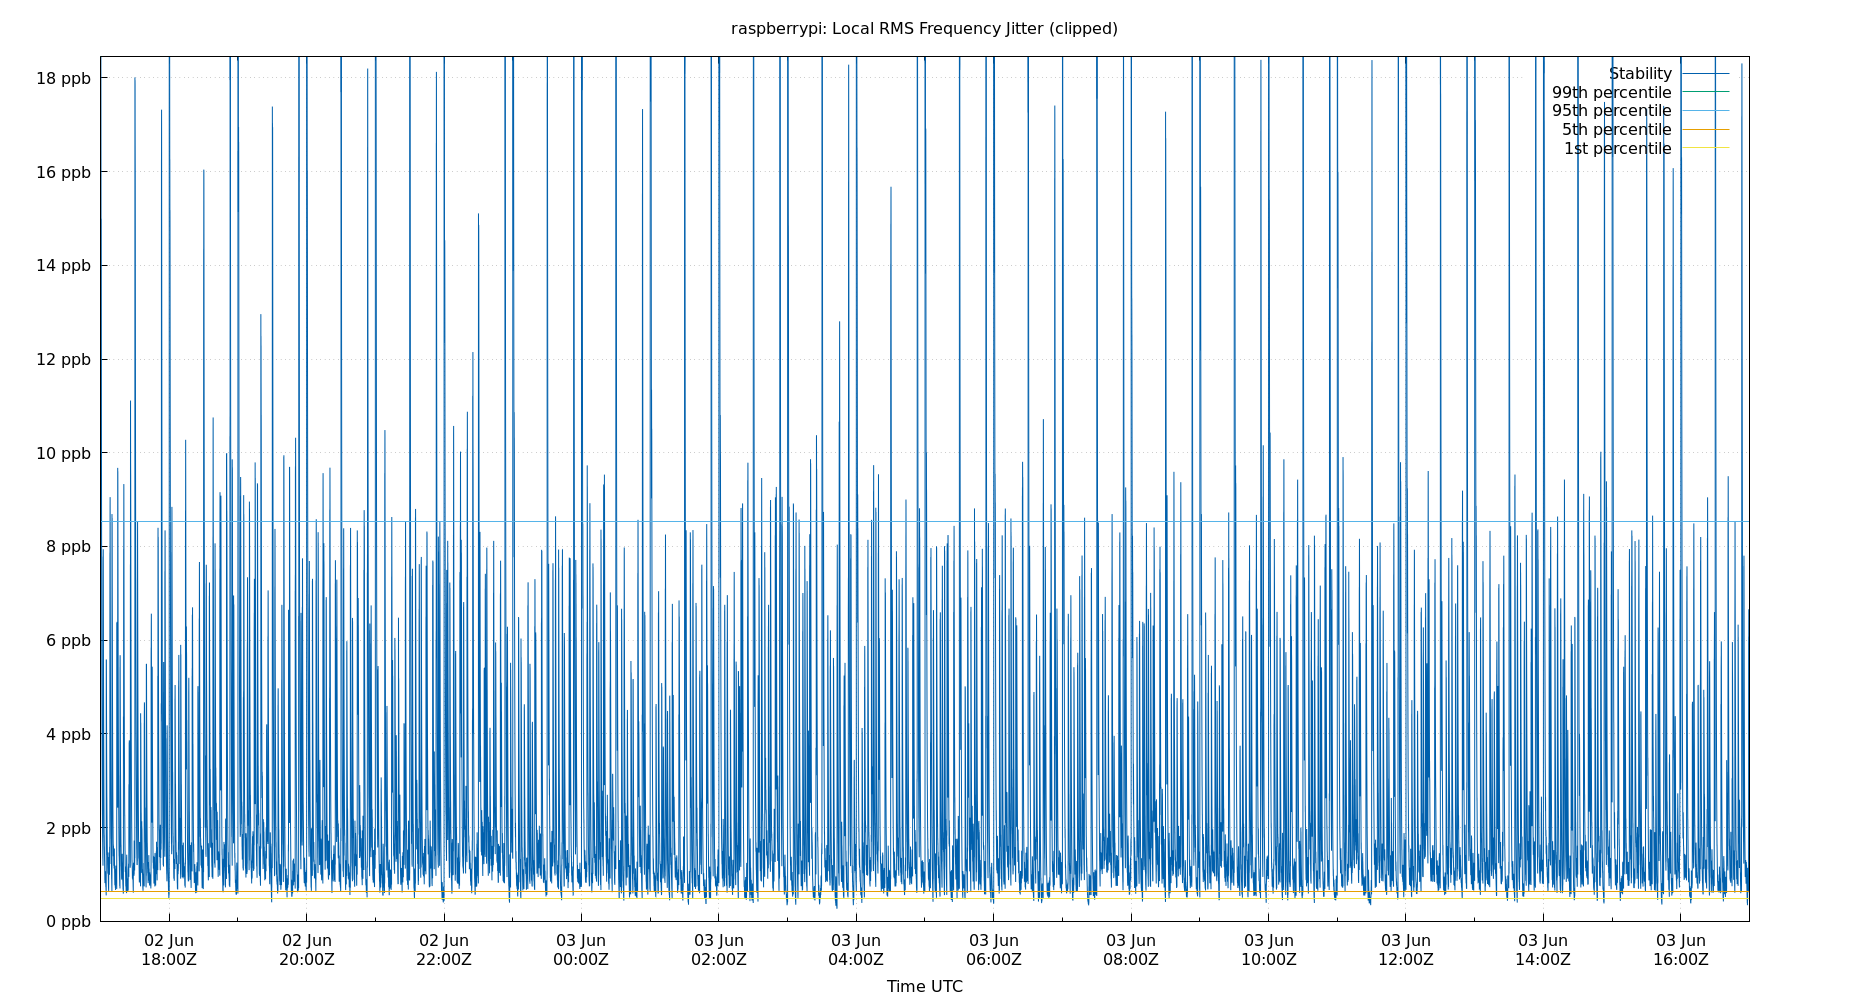 raspberrypi: Local RMS Frequency Jitter (clipped)
18 ppb
16 ppb
14 ppb
12 ppb
10 ppb
8 ppb
6 ppb
4 ppb
2 ppb
0 ppb
Stability
99th percentile
95th percentile
5th percentile
1st percentile
02 Jun 02 Jun 02 Jun 03 Jun 03 Jun 03 Jun 03 Jun 03 Jun 03 Jun 03 Jun 03 Jun 03 Jun
18:00Z 20:00Z 22:00Z 00:00Z 02:00Z 04:00Z 06:00Z 08:00Z 10:00Z 12:00Z 14:00Z 16:00Z
Time UTC